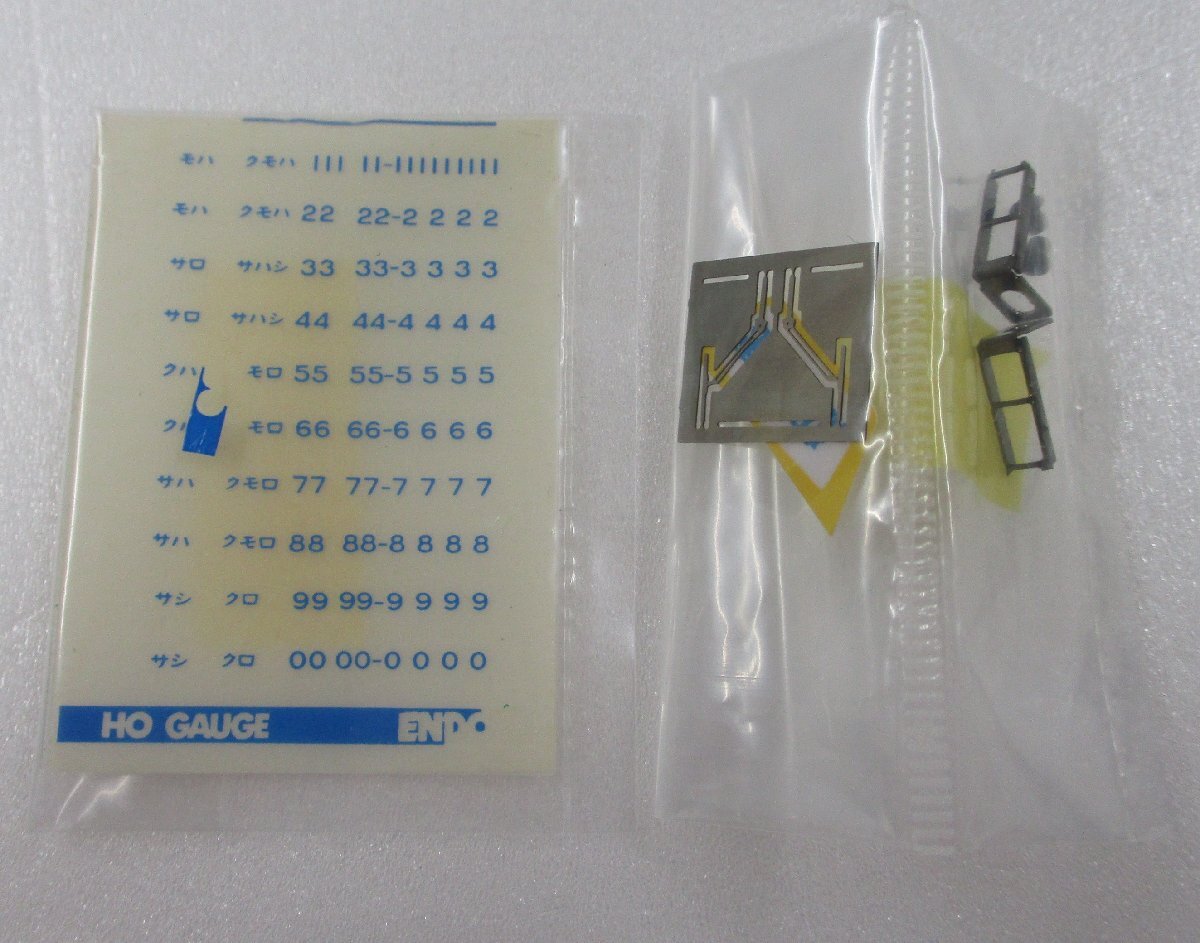 モハ クモハ 111 11-111111111
モハ クモハ 22 22-2 2 2 2
サロ サハシ 33 33-3 3 3 3
サロ サハシ 44 44-4 4 4 4
クハ モロ 55 55-5 5 5 5
モロ 66 66-6 6 6 6
サハ クモロ 77 77-7 7 7 7
サハ クモロ 88 88-8 8 8 8
サシ クロ 99 99-9 9 9 9
サシ クロ 00 00-0 0 0 0
HO GAUGE ENDO